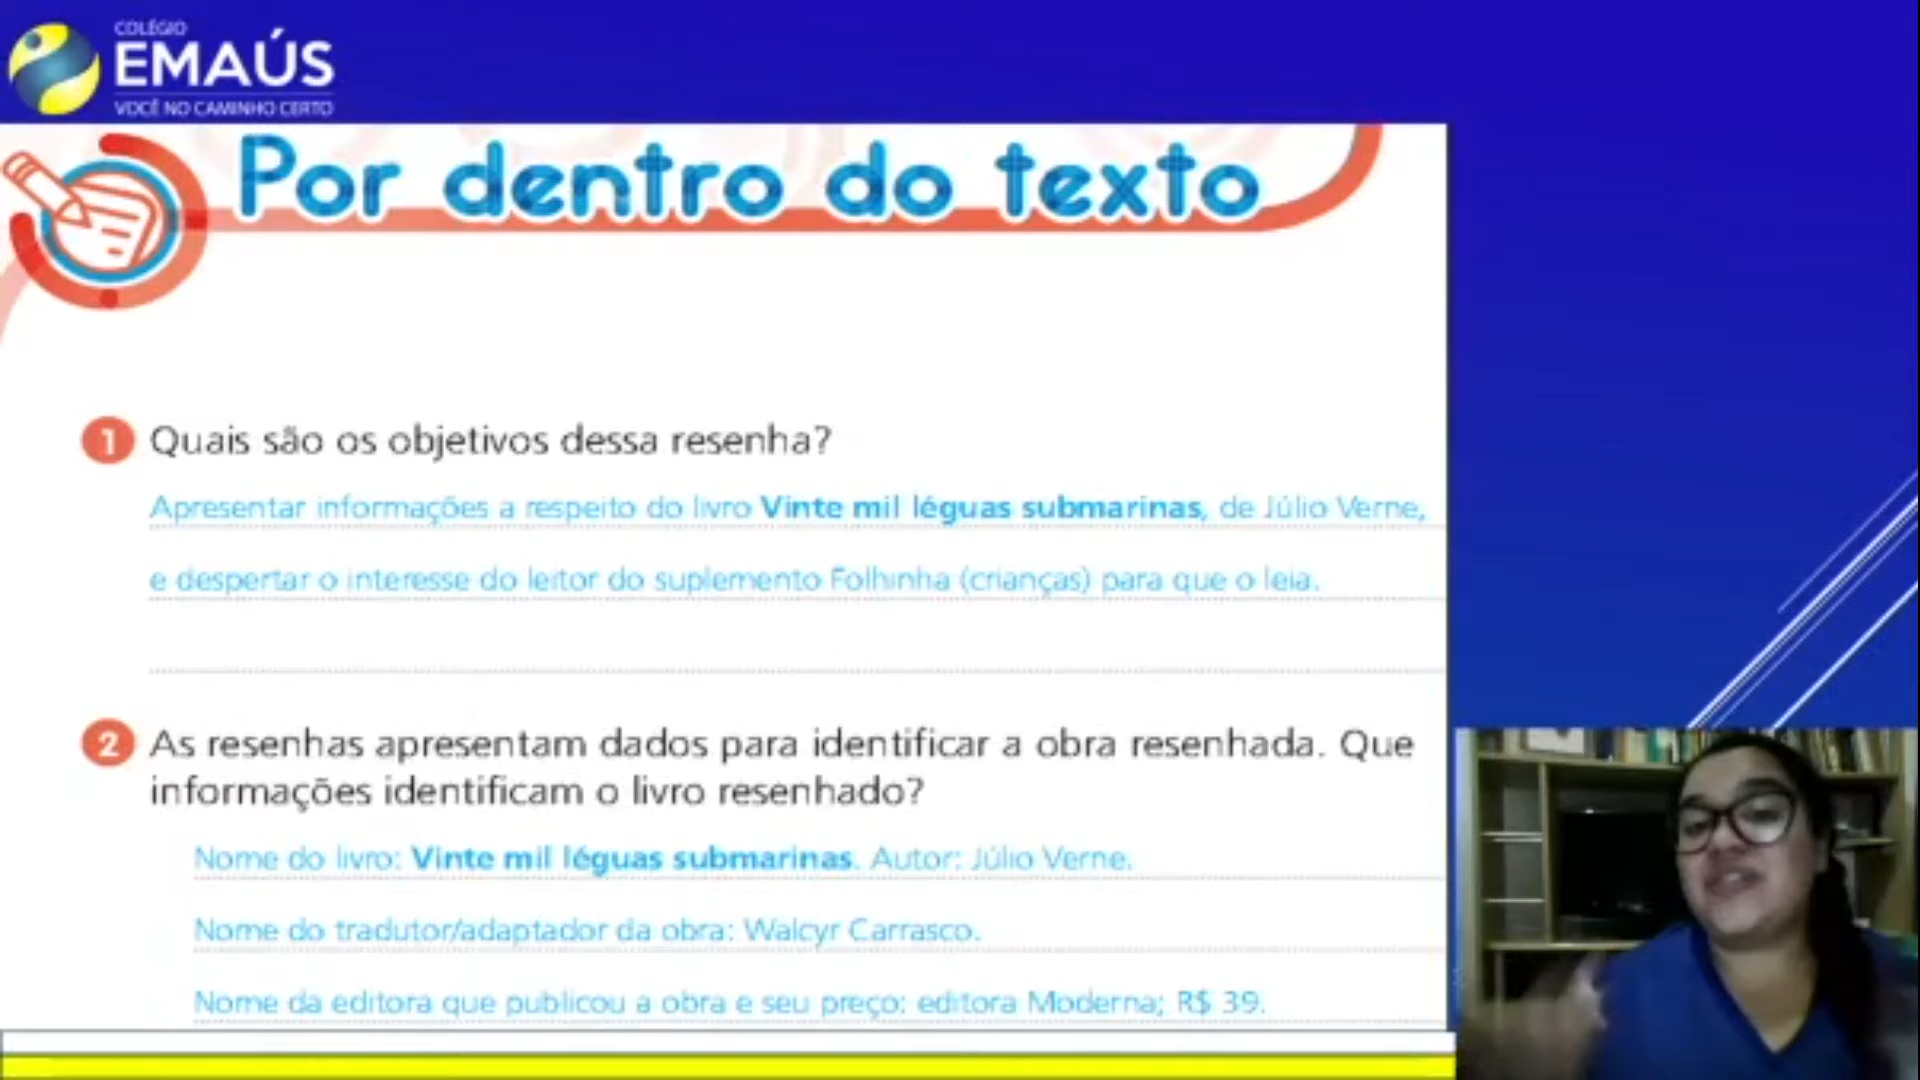 COLÉGIO
EMAÚS
VOCÊ NO CAMINHO CERTO
Por dentro do texto
1 Quais são os objetivos dessa resenha?
Apresentar informações a respeito do livro Vinte mil léguas submarinas, de Júlio Verne,
e despertar o interesse do leitor do suplemento Folhinha (crianças) para que o leia.
2 As resenhas apresentam dados para identificar a obra resenhada. Que
informações identificam o livro resenhado?
Nome do livro: Vinte mil léguas submarinas. Autor: Júlio Verne.
Nome do tradutor/adaptador da obra: Walcyr Carrasco.
Nome da editora que publicou a obra e seu preço: editora Moderna; R$ 39.